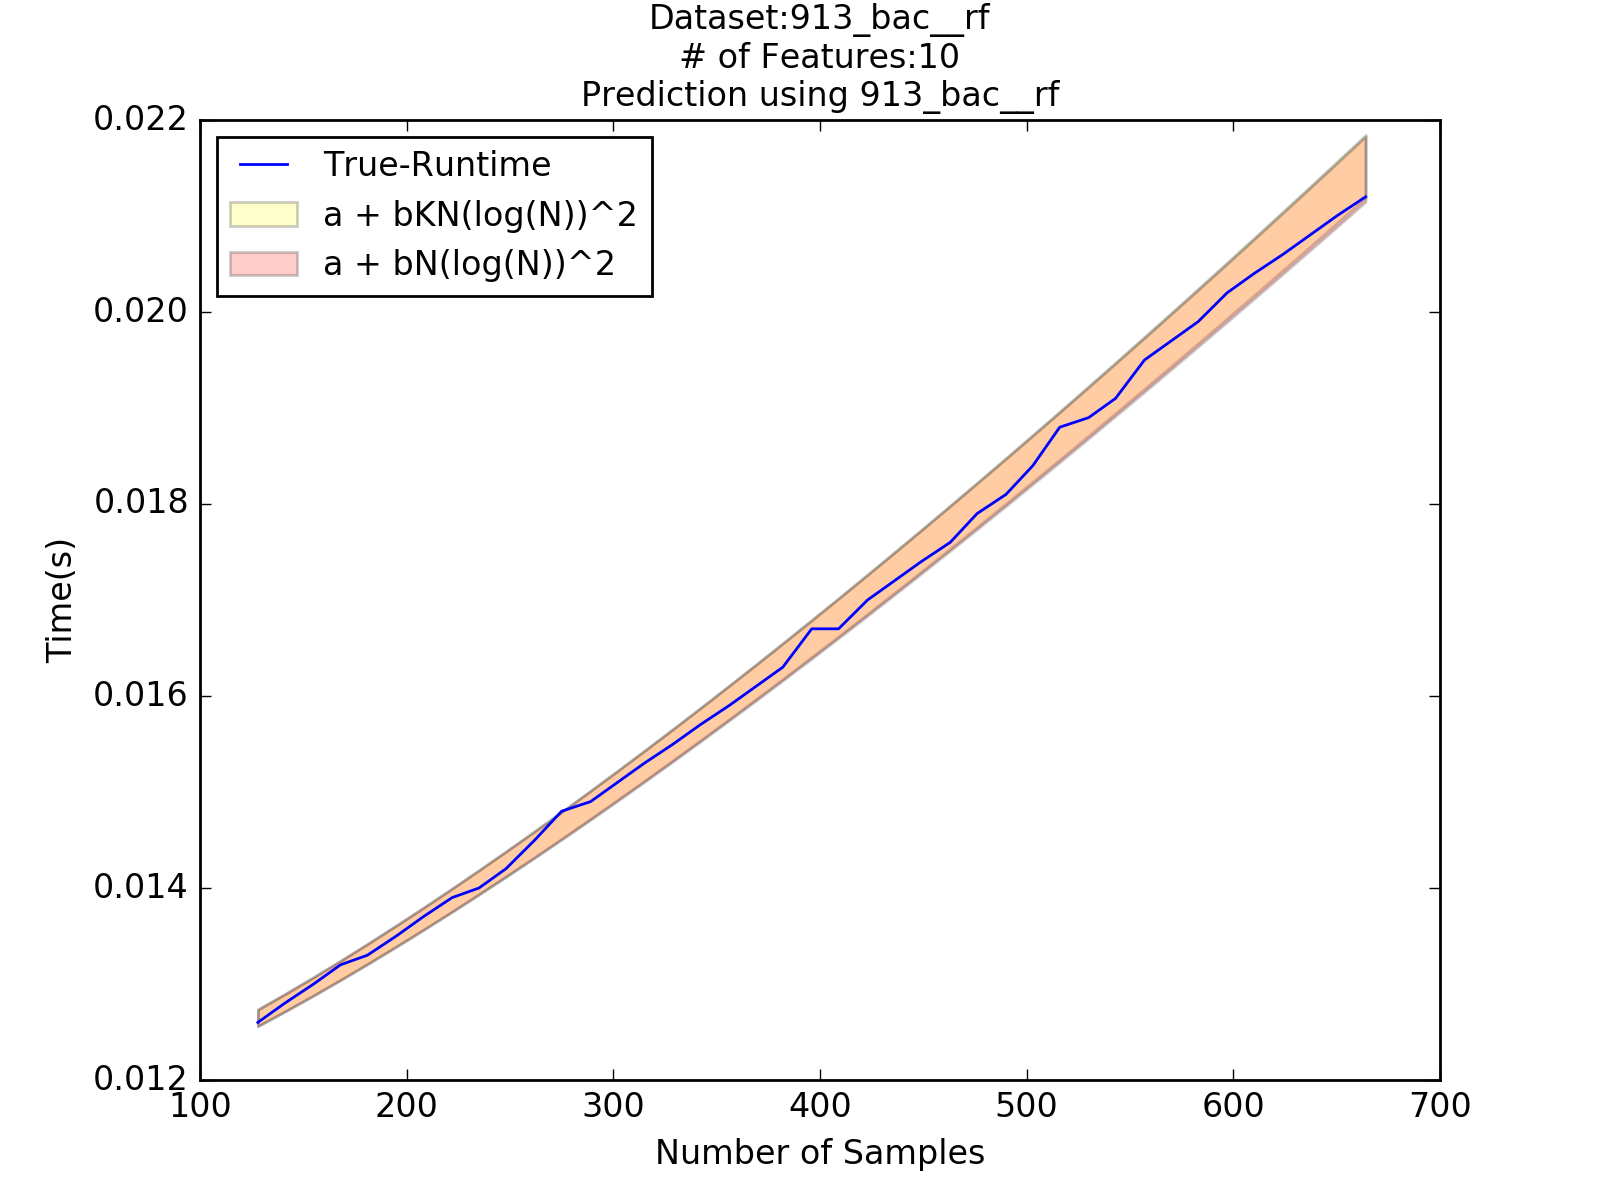 Dataset:913_bac__rf
# of Features:10
Prediction using 913_bac__rf
0.022
0.020
0.018
0.016
0.014
0.012
Time(s)
True-Runtime
a + bKN(log(N))^2
a + bN(log(N))^2
100 200 300 400 500 600 700
Number of Samples